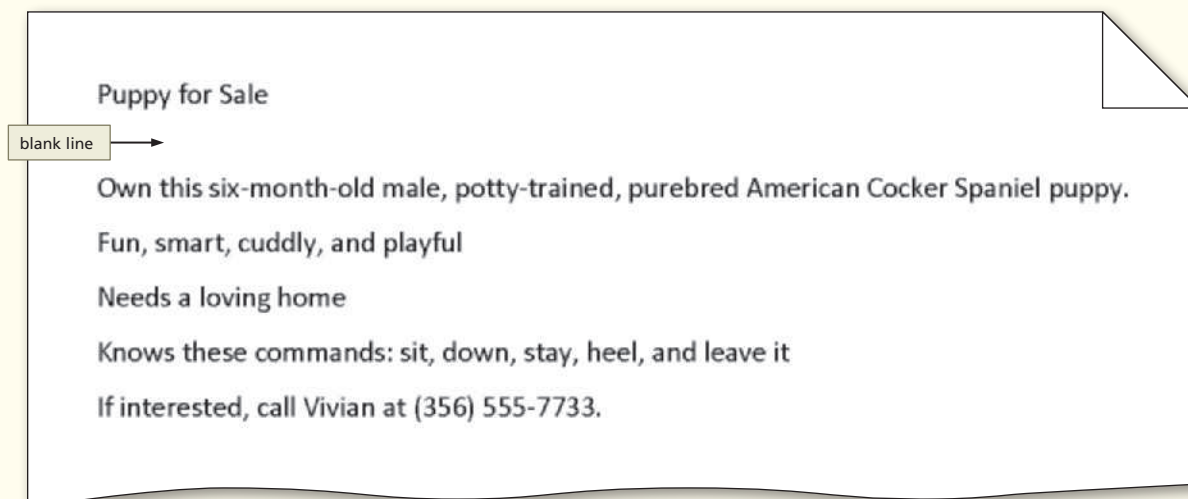 Puppy for Sale
blank line
Own this six-month-old male, potty-trained, purebred American Cocker Spaniel puppy.
Fun, smart, cuddly, and playful
Needs a loving home
Knows these commands: sit, down, stay, heel, and leave it
If interested, call Vivian at (356) 555-7733.